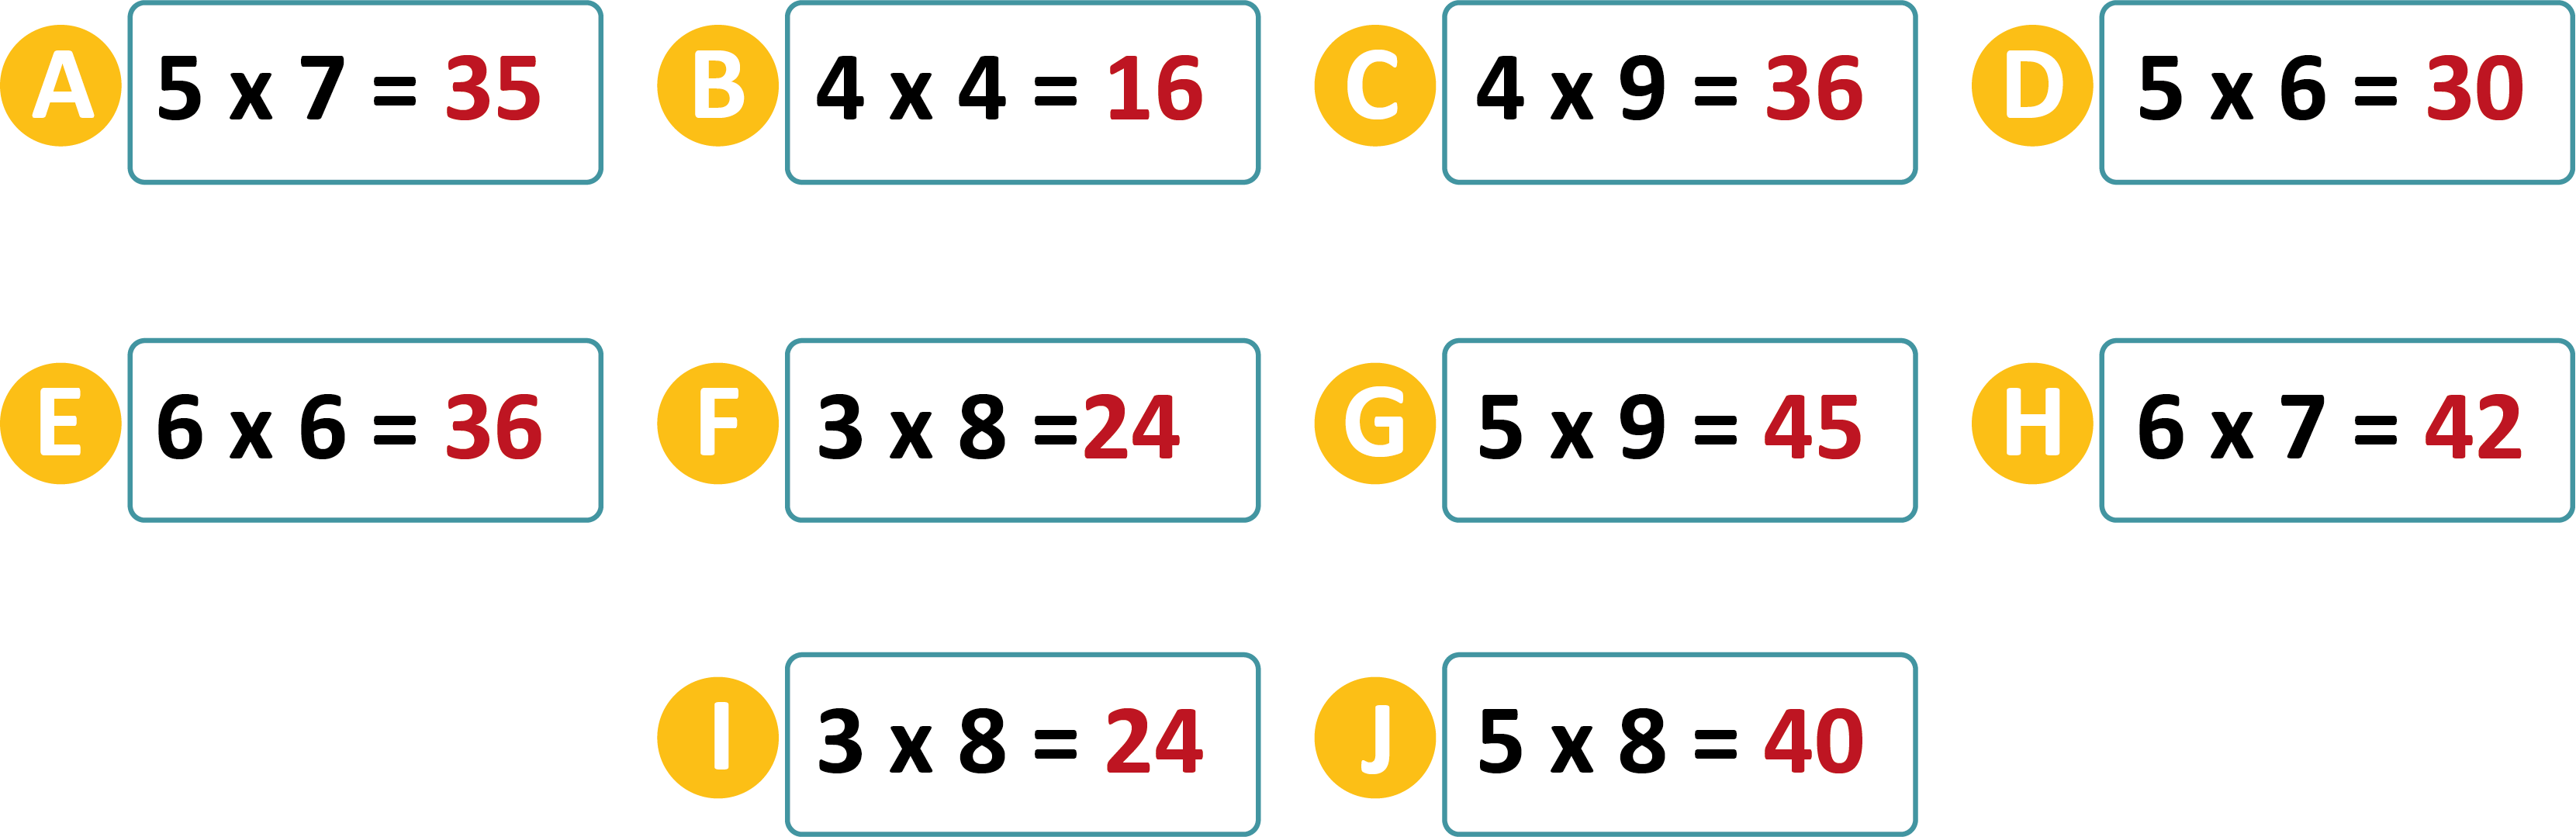 A 5 x 7 = 35
B 4 x 4 = 16
C 4 x 9 = 36
D 5 x 6 = 30
E 6 x 6 = 36
F 3 x 8 =24
G 5 x 9 = 45
H 6 x 7 = 42
I 3 x 8 = 24
J 5 x 8 = 40